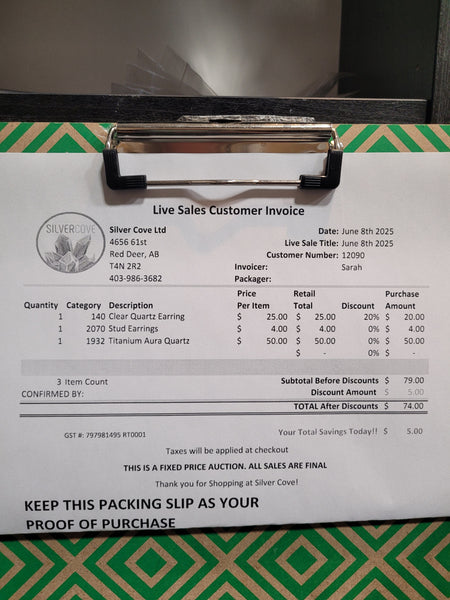 Live Sales Customer Invoice
SILVERCOVE
Silver Cove Ltd
4656 61st
Red Deer, AB
T4N 2R2
403-986-3682
Date: June 8th 2025
Live Sale Title: June 8th 2025
Customer Number: 12090
Invoicer: Sarah
Packager:
Quantity Category Description Price Per Item Retail Total Discount Purchase Amount
1 140 Clear Quartz Earring $ 25.00 $ 25.00 20% $ 20.00
1 2070 Stud Earrings $ 4.00 $ 4.00 0% $ 4.00
1 1932 Titanium Aura Quartz $ 50.00 $ 50.00 0% $ 50.00
$ - 0% $ -
3 Item Count Subtotal Before Discounts $ 79.00
CONFIRMED BY: Discount Amount $ 5.00
TOTAL After Discounts $ 74.00
GST #: 797981495 RT0001 Your Total Savings Today!! $ 5.00
Taxes will be applied at checkout
THIS IS A FIXED PRICE AUCTION. ALL SALES ARE FINAL
Thank you for Shopping at Silver Cove!
KEEP THIS PACKING SLIP AS YOUR
PROOF OF PURCHASE